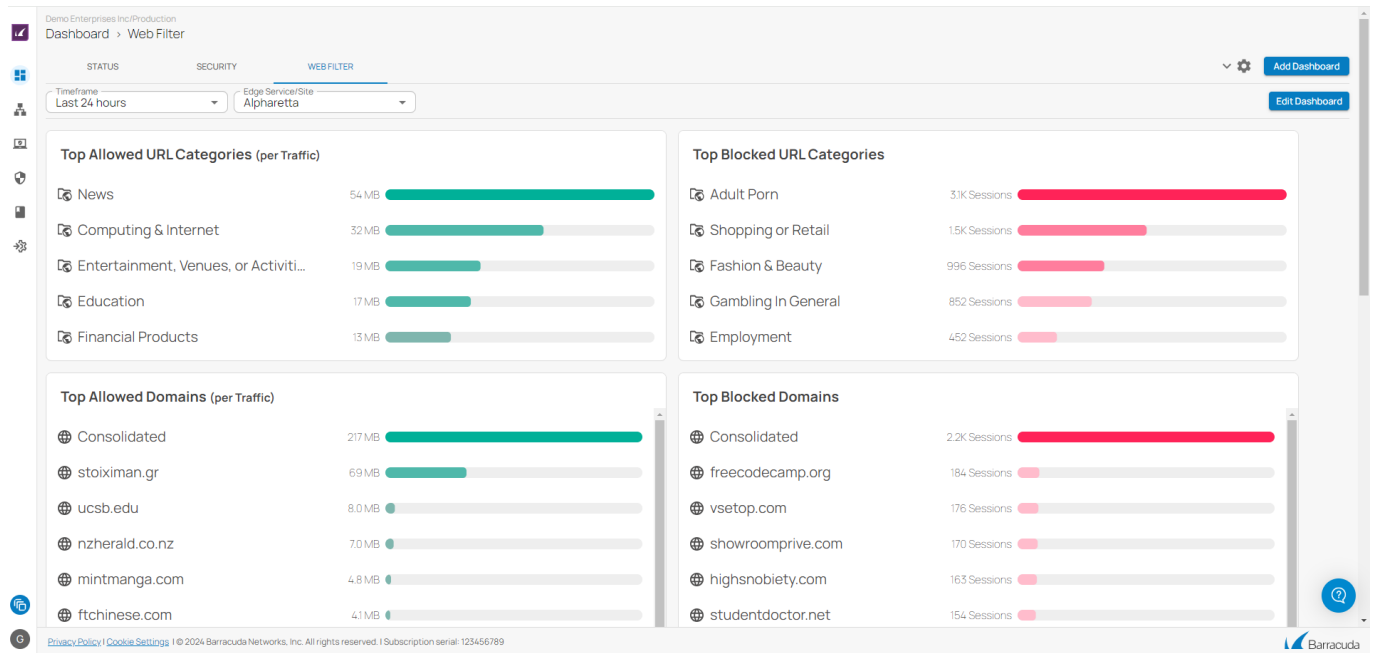 Demo Enterprises Inc/Production
Dashboard › Web Filter
STATUS SECURITY WEB FILTER
Add Dashboard
Timeframe
Last 24 hours
Edge Service/Site
Alpharetta
Edit Dashboard
Top Allowed URL Categories (per Traffic)
News 54 MB
Computing & Internet 32 MB
Entertainment, Venues, or Activiti... 19 MB
Education 17 MB
Financial Products 13 MB
Top Blocked URL Categories
Adult Porn 3.1K Sessions
Shopping or Retail 1.5K Sessions
Fashion & Beauty 996 Sessions
Gambling In General 852 Sessions
Employment 452 Sessions
Top Allowed Domains (per Traffic)
Consolidated 217 MB
stoiximan.gr 69 MB
ucsb.edu 8.0 MB
nzherald.co.nz 7.0 MB
mintmanga.com 4.8 MB
ftchinese.com 4.1 MB
Top Blocked Domains
Consolidated 2.2K Sessions
freecodecamp.org 184 Sessions
vsetop.com 176 Sessions
showroomprive.com 170 Sessions
highsnobiety.com 163 Sessions
studentdoctor.net 154 Sessions
G
Privacy Policy | Cookie Settings | © 2024 Barracuda Networks, Inc. All rights reserved. | Subscription serial: 123456789
Barracuda